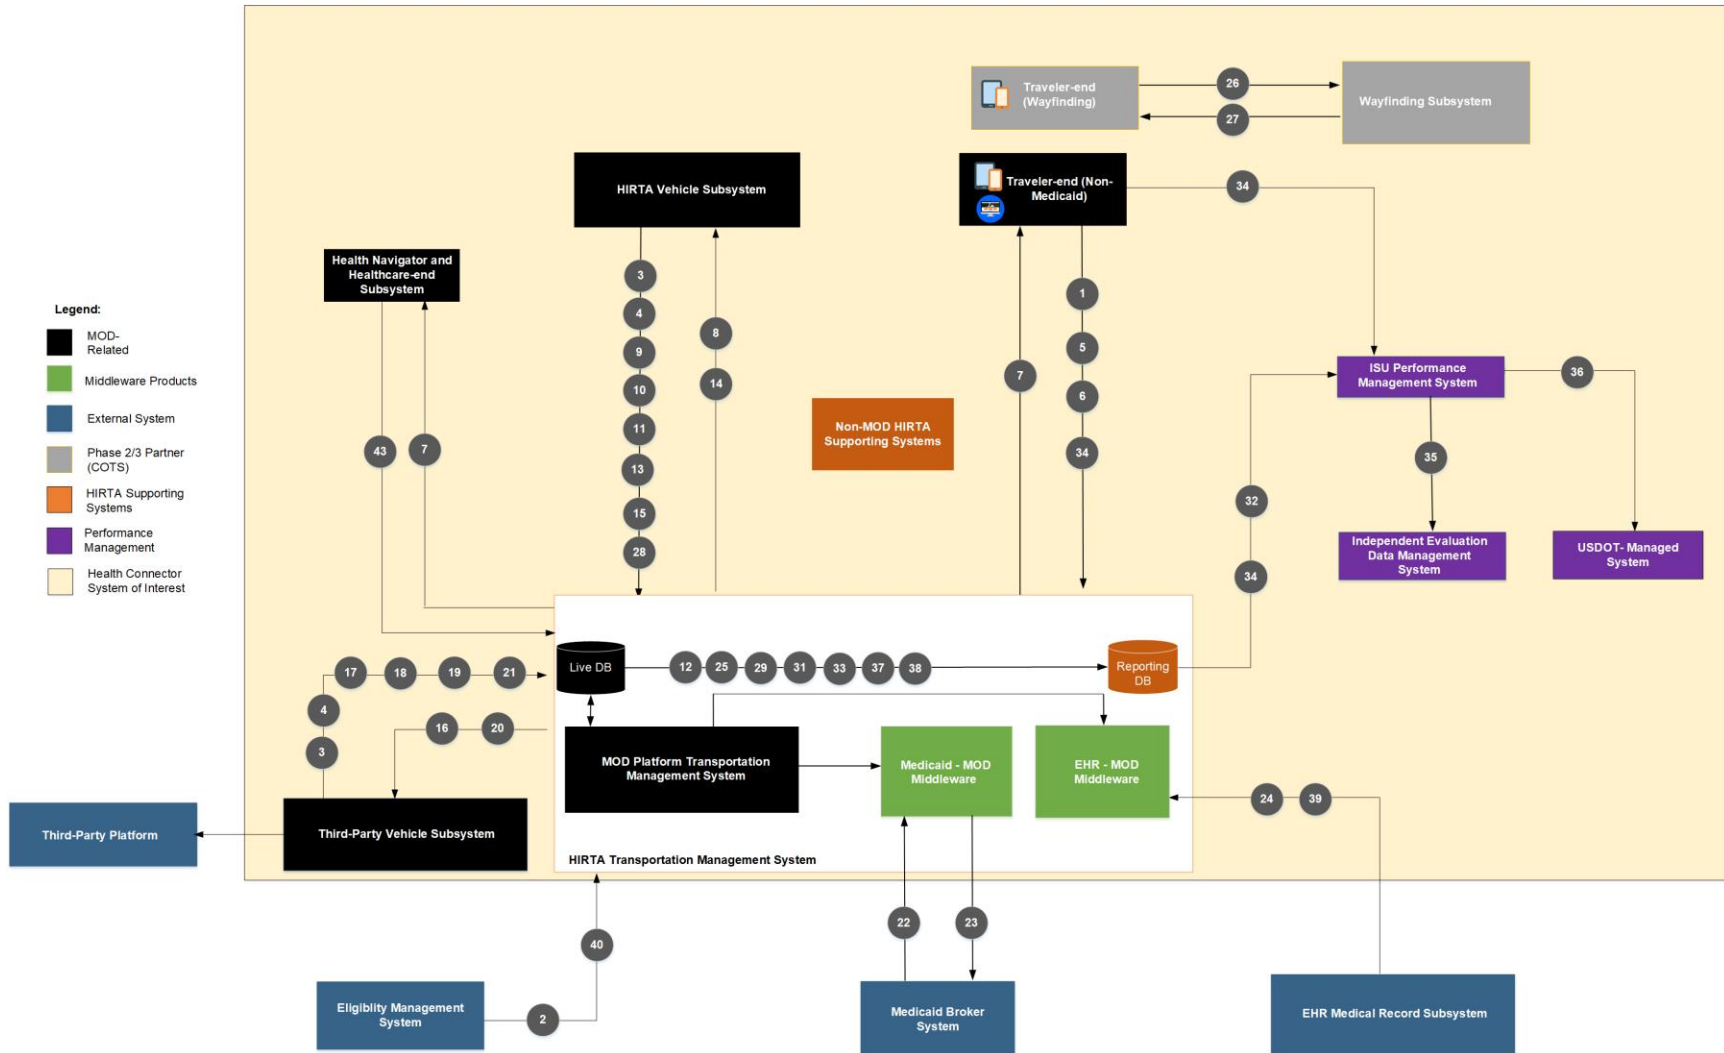 Traveler-end
(Wayfinding)
26
27
Wayfinding Subsystem
HIRTA Vehicle Subsystem
Traveler-end (Non-
Medicaid)
34
Health Navigator and
Healthcare-end
Subsystem
Legend:
MOD-
Related
Middleware Products
External System
Phase 2/3 Partner
(COTS)
HIRTA Supporting
Systems
Performance
Management
Health Connector
System of Interest
43
7
3
4
9
10
11
13
15
28
8
14
7
1
5
6
34
Non-MOD HIRTA
Supporting Systems
ISU Performance
Management System
36
35
32
34
Independent Evaluation
Data Management
System
USDOT- Managed
System
Live DB
12
25
29
31
33
37
38
Reporting
DB
17
18
19
21
4
3
16
20
MOD Platform Transportation
Management System
Medicaid - MOD
Middleware
EHR - MOD
Middleware
24
39
Third-Party Platform
Third-Party Vehicle Subsystem
HIRTA Transportation Management System
40
22
23
Eligiblity Management
System
2
Medicaid Broker
System
EHR Medical Record Subsystem